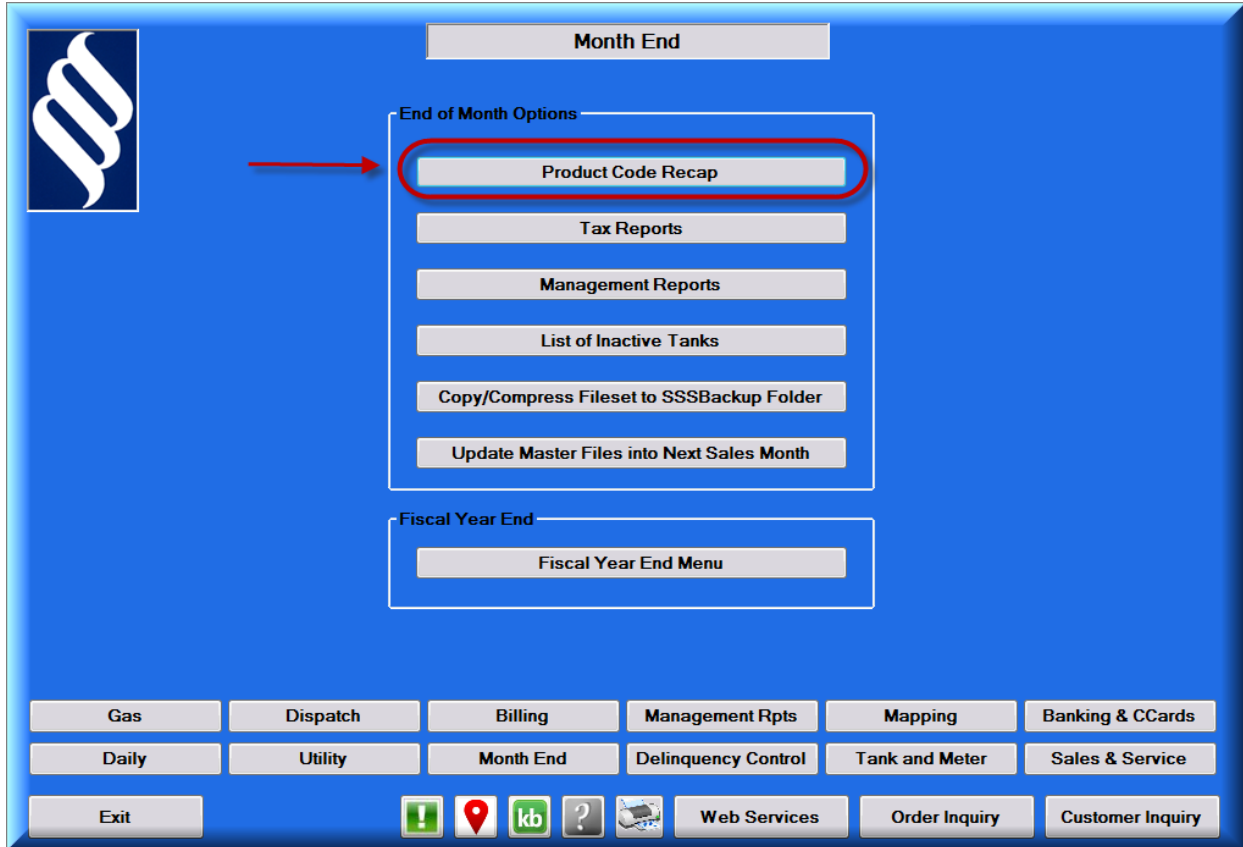 Month End
End of Month Options
Product Code Recap
Tax Reports
Management Reports
List of Inactive Tanks
Copy/Compress Fileset to SSSBackup Folder
Update Master Files into Next Sales Month
Fiscal Year End
Fiscal Year End Menu
Gas Dispatch Billing Management Rpts Mapping Banking & CCards
Daily Utility Month End Delinquency Control Tank and Meter Sales & Service
Exit ! kb ? Web Services Order Inquiry Customer Inquiry